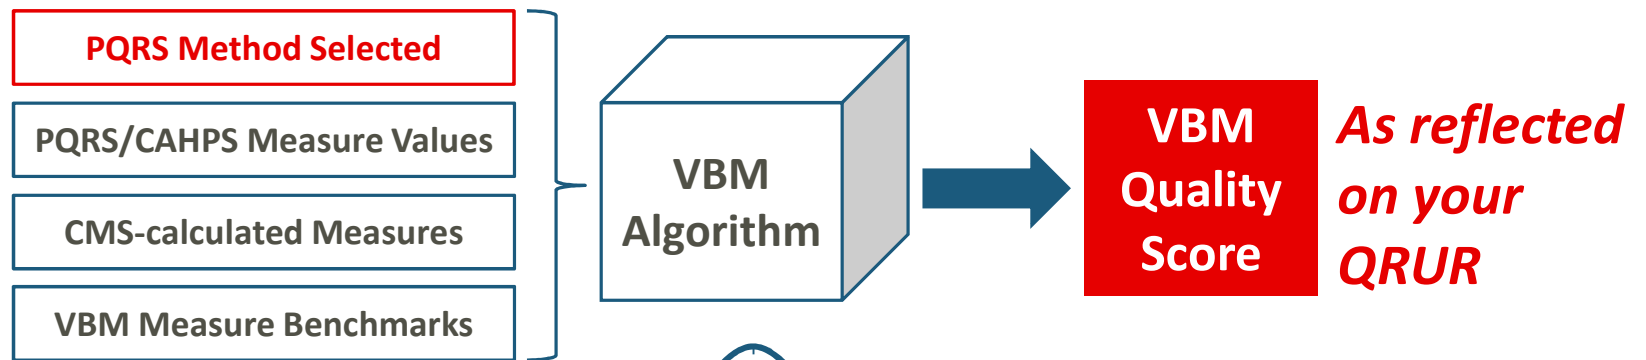 PQRS Method Selected
PQRS/CAHPS Measure Values
CMS-calculated Measures
VBM Measure Benchmarks
VBM
Algorithm
VBM
Quality
Score
As reflected
on your
QRUR